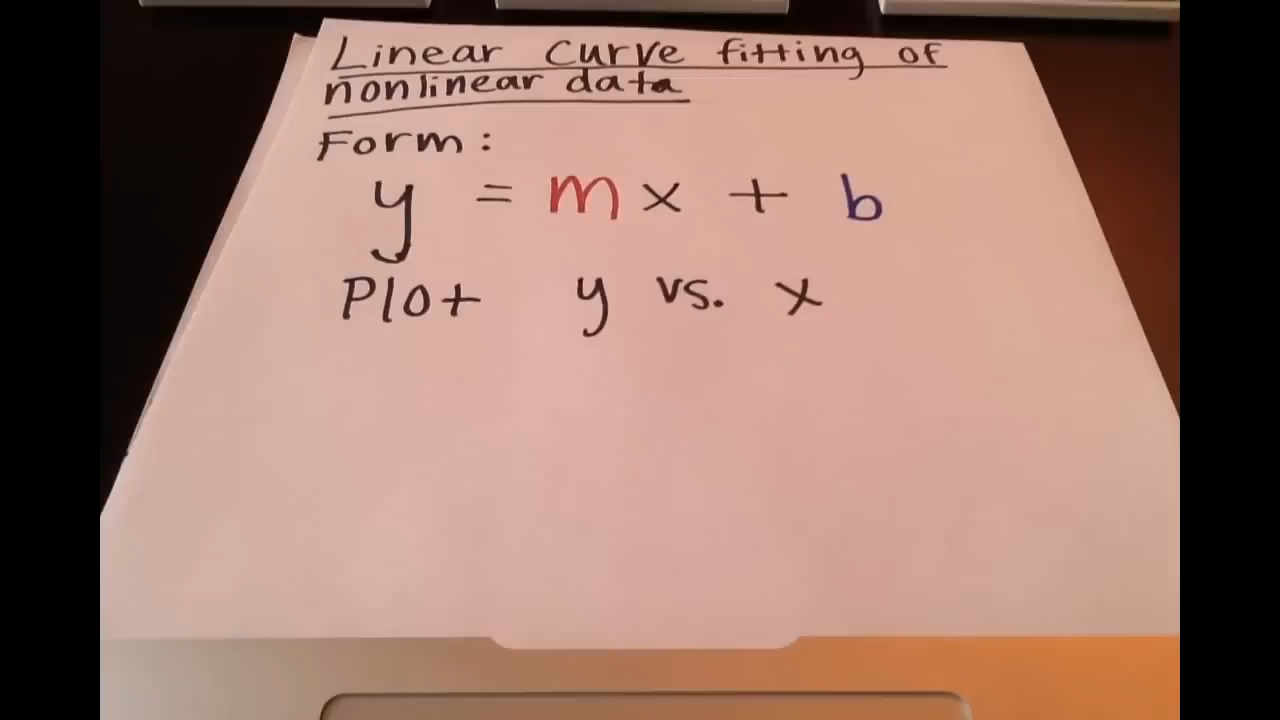 Linear Curve fitting of
nonlinear data
Form:
y = mx + b
Plot y vs. x